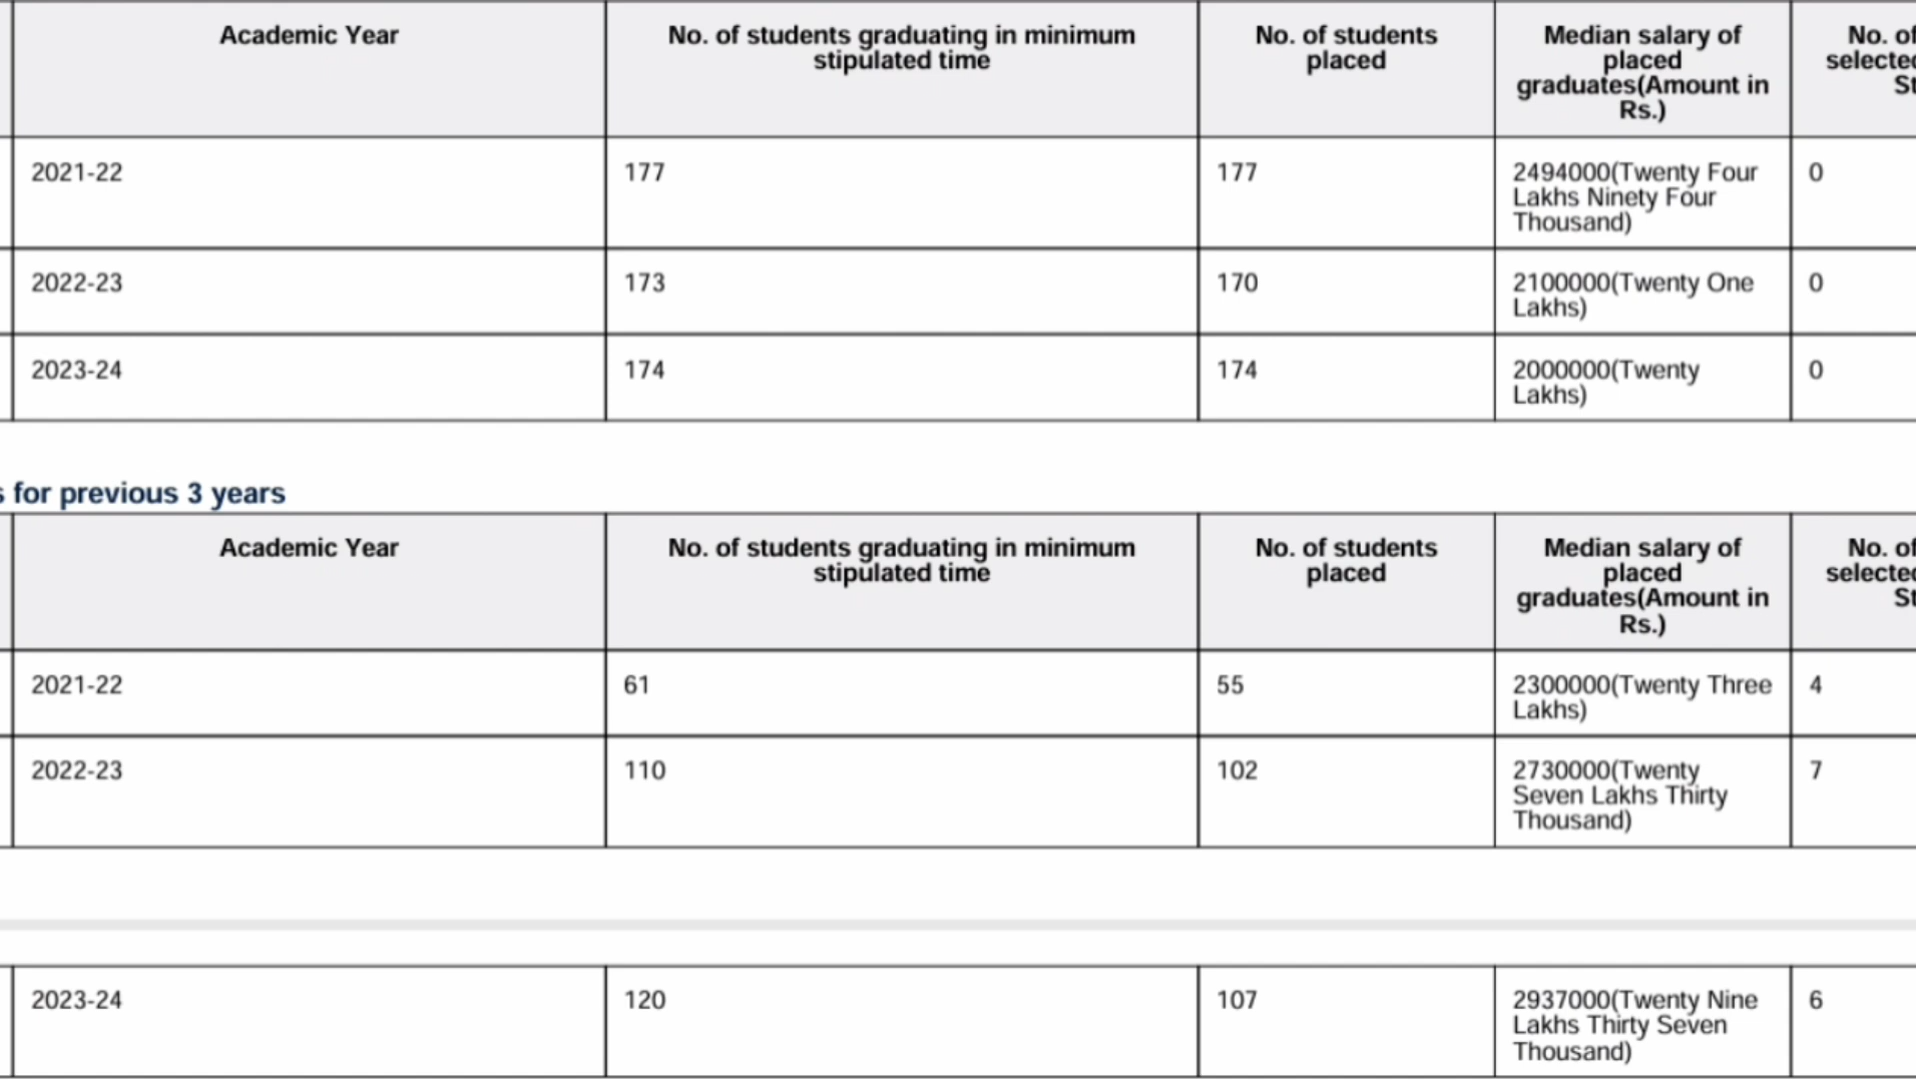 Academic Year
No. of students graduating in minimum
stipulated time
No. of students
placed
Median salary of
placed
graduates(Amount in
Rs.)
No. of
selected
St
2021-22
177
177
2494000(Twenty Four
Lakhs Ninety Four
Thousand)
0
2022-23
173
170
2100000(Twenty One
Lakhs)
0
2023-24
174
174
2000000(Twenty
Lakhs)
0
s for previous 3 years
Academic Year
No. of students graduating in minimum
stipulated time
No. of students
placed
Median salary of
placed
graduates(Amount in
Rs.)
No. of
selected
St
2021-22
61
55
2300000(Twenty Three
Lakhs)
4
2022-23
110
102
2730000(Twenty
Seven Lakhs Thirty
Thousand)
7
2023-24
120
107
2937000(Twenty Nine
Lakhs Thirty Seven
Thousand)
6